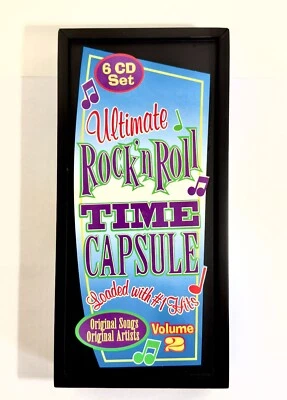 6 CD
Set
Ultimate
Rock'n Roll
TIME
CAPSULE
Loaded with #1 Hits
Original Songs
Original Artists
Volume
2